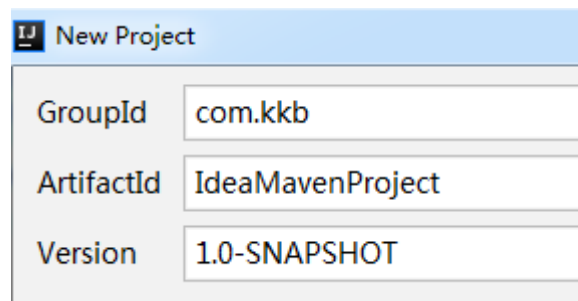 IJ New Project
GroupId com.kkb
ArtifactId IdeaMavenProject
Version 1.0-SNAPSHOT